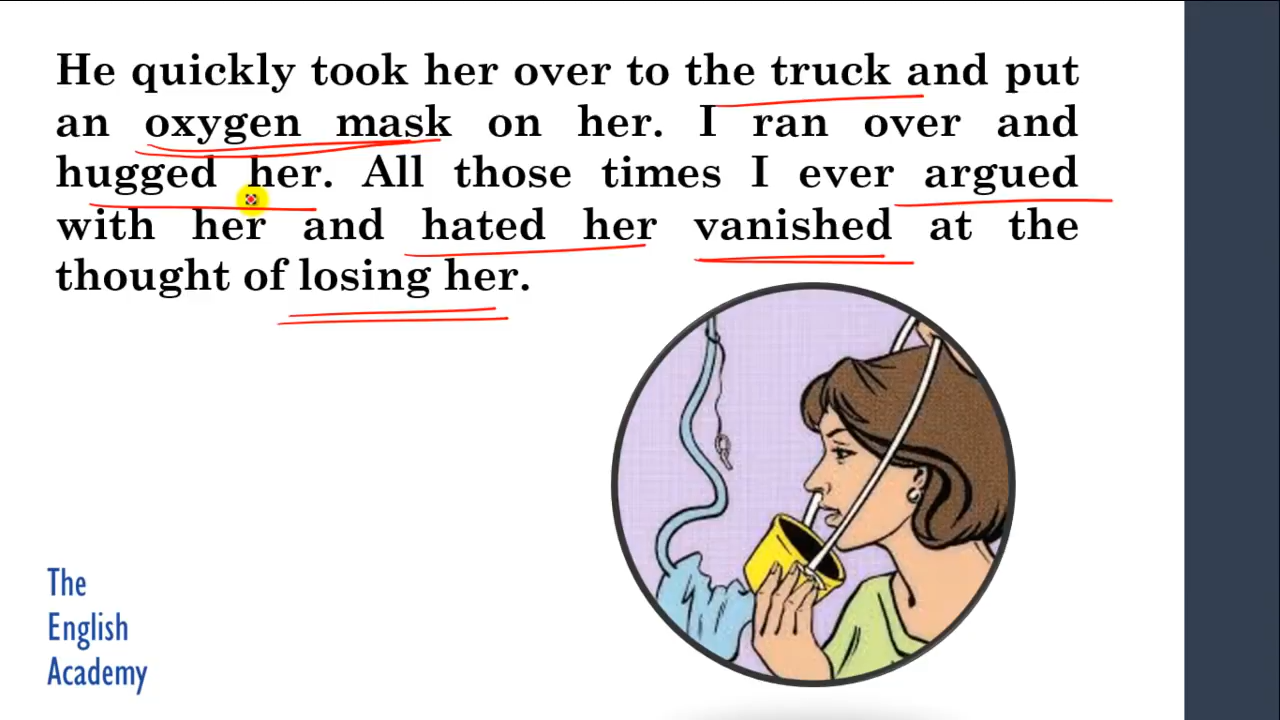 He quickly took her over to the truck and put
an oxygen mask on her. I ran over and
hugged her. All those times I ever argued
with her and hated her vanished at the
thought of losing her.
The
English
Academy